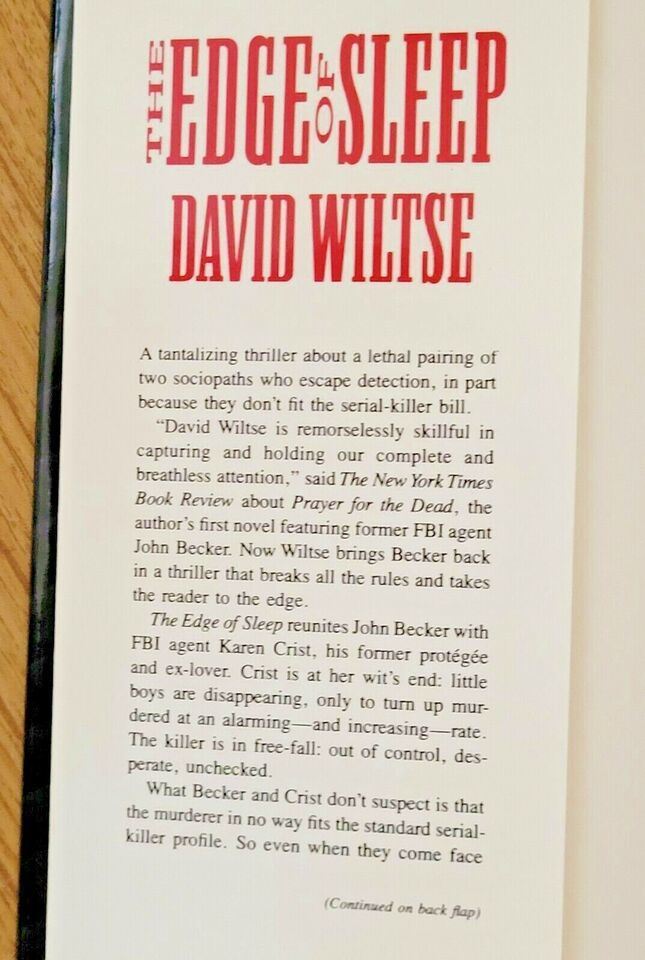 THE EDGE OF SLEEP
DAVID WILTSE
A tantalizing thriller about a lethal pairing of
two sociopaths who escape detection, in part
because they don't fit the serial-killer bill.
"David Wiltse is remorselessly skillful in
capturing and holding our complete and
breathless attention," said The New York Times
Book Review about Prayer for the Dead, the
author's first novel featuring former FBI agent
John Becker. Now Wiltse brings Becker back
in a thriller that breaks all the rules and takes
the reader to the edge.
The Edge of Sleep reunites John Becker with
FBI agent Karen Crist, his former protégée
and ex-lover. Crist is at her wit's end: little
boys are disappearing, only to turn up mur-
dered at an alarming—and increasing—rate.
The killer is in free-fall: out of control, des-
perate, unchecked.
What Becker and Crist don't suspect is that
the murderer in no way fits the standard serial-
killer profile. So even when they come face
(Continued on back flap)